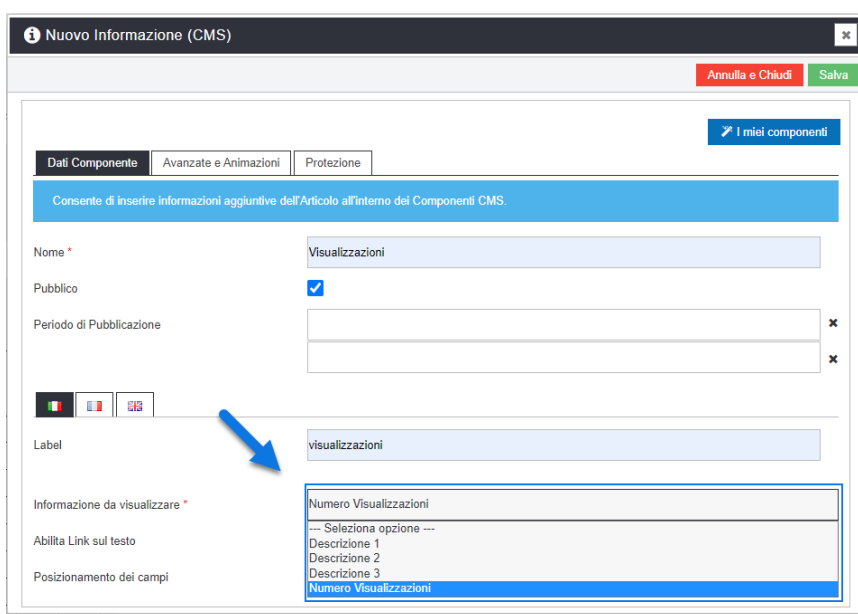 Nuovo Informazione (CMS)
Annulla e Chiudi Salva
I miei componenti
Dati Componente Avanzate e Animazioni Protezione
Consente di inserire informazioni aggiuntive dell'Articolo all'interno dei Componenti CMS.
Nome * Visualizzazioni
Pubblico
Periodo di Pubblicazione
Label visualizzazioni
Informazione da visualizzare * Numero Visualizzazioni
--- Seleziona opzione ---
Abilita Link sul testo Descrizione 1
Descrizione 2
Posizionamento dei campi Descrizione 3
Numero Visualizzazioni